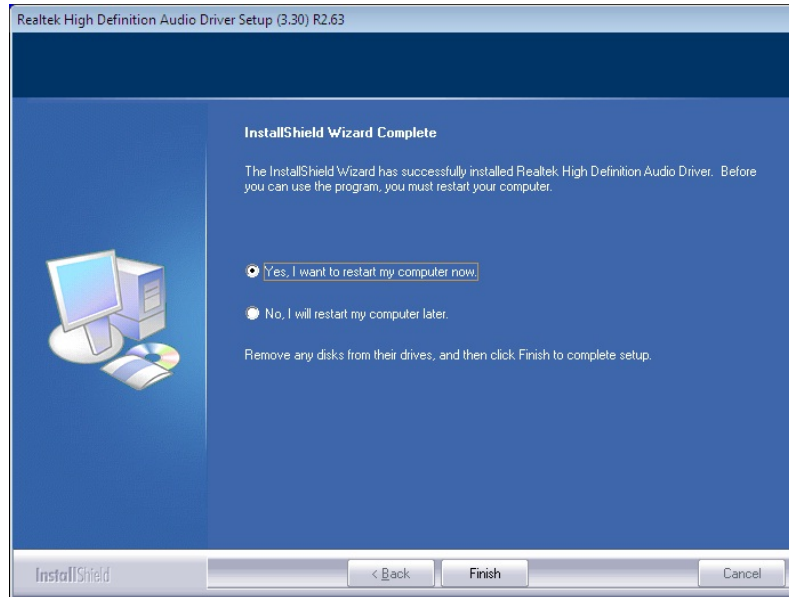 Realtek High Definition Audio Driver Setup (3.30) R2.63
InstallShield Wizard Complete
The InstallShield Wizard has successfully installed Realtek High Definition Audio Driver. Before
you can use the program, you must restart your computer.
Yes, I want to restart my computer now.
No, I will restart my computer later.
Remove any disks from their drives, and then click Finish to complete setup.
InstallShield
< Back
Finish
Cancel